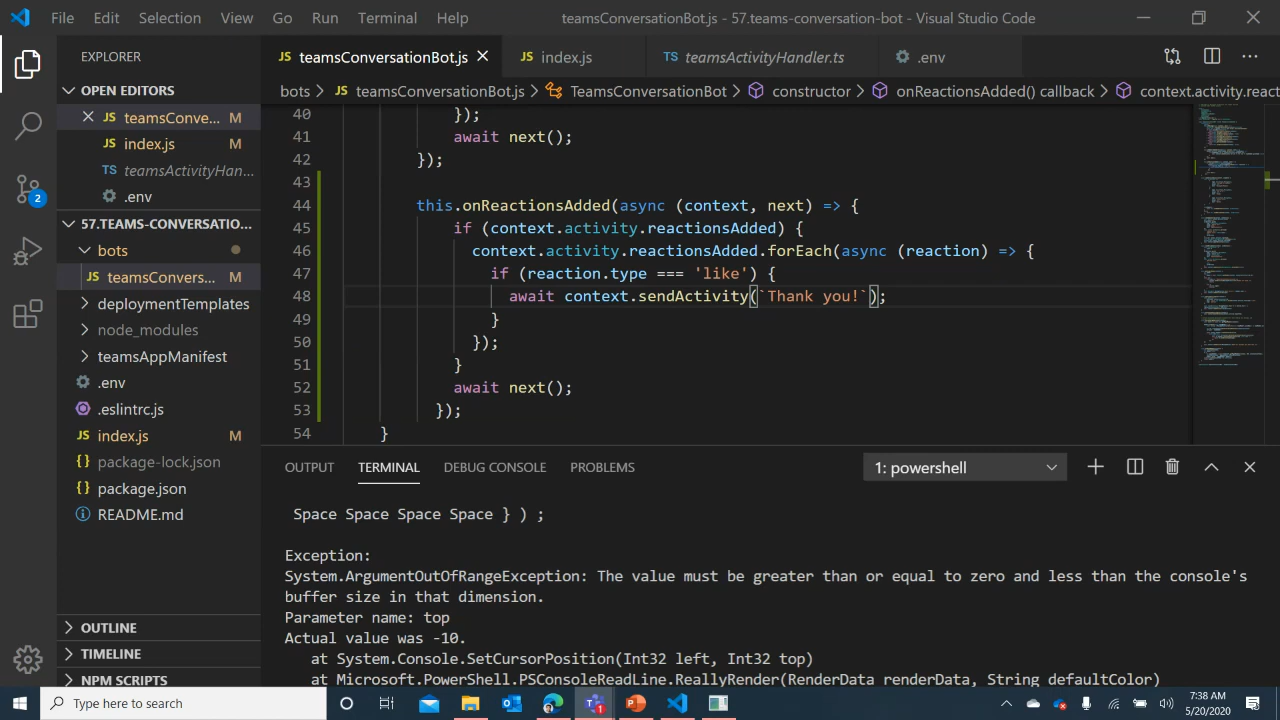 File Edit Selection View Go Run Terminal Help teamsConversationBot.js - 57.teams-conversation-bot - Visual Studio Code
EXPLORER
JS teamsConversationBot.js JS index.js TS teamsActivityHandler.ts .env
bots > JS teamsConversationBot.js > TeamsConversationBot > constructor > onReactionsAdded() callback > context.activity.react
OPEN EDITORS
JS teamsConve... M
JS index.js M
TS teamsActivityHan...
.env
57.TEAMS-CONVERSATIO...
bots
JS teamsConvers... M
deploymentTemplates
node_modules
teamsAppManifest
.env
.eslintrc.js
JS index.js M
{} package-lock.json
{} package.json
README.md
OUTLINE
TIMELINE
NPM SCRIPTS
2
40 });
41 await next();
42 });
43
44 this.onReactionsAdded(async (context, next) => {
45 if (context.activity.reactionsAdded) {
46 context.activity.reactionsAdded.forEach(async (reaction) => {
47 if (reaction.type === 'like') {
48 await context.sendActivity(`Thank you!`);
49 }
50 });
51 }
52 await next();
53 });
54 }
OUTPUT TERMINAL DEBUG CONSOLE PROBLEMS 1: powershell
Space Space Space Space } ) ;
Exception:
System.ArgumentOutOfRangeException: The value must be greater than or equal to zero and less than the console's
buffer size in that dimension.
Parameter name: top
Actual value was -10.
at System.Console.SetCursorPosition(Int32 left, Int32 top)
at Microsoft.PowerShell.PSConsoleReadLine.ReallyRender(RenderData renderData, String defaultColor)
Type here to search
7:38 AM
5/20/2020